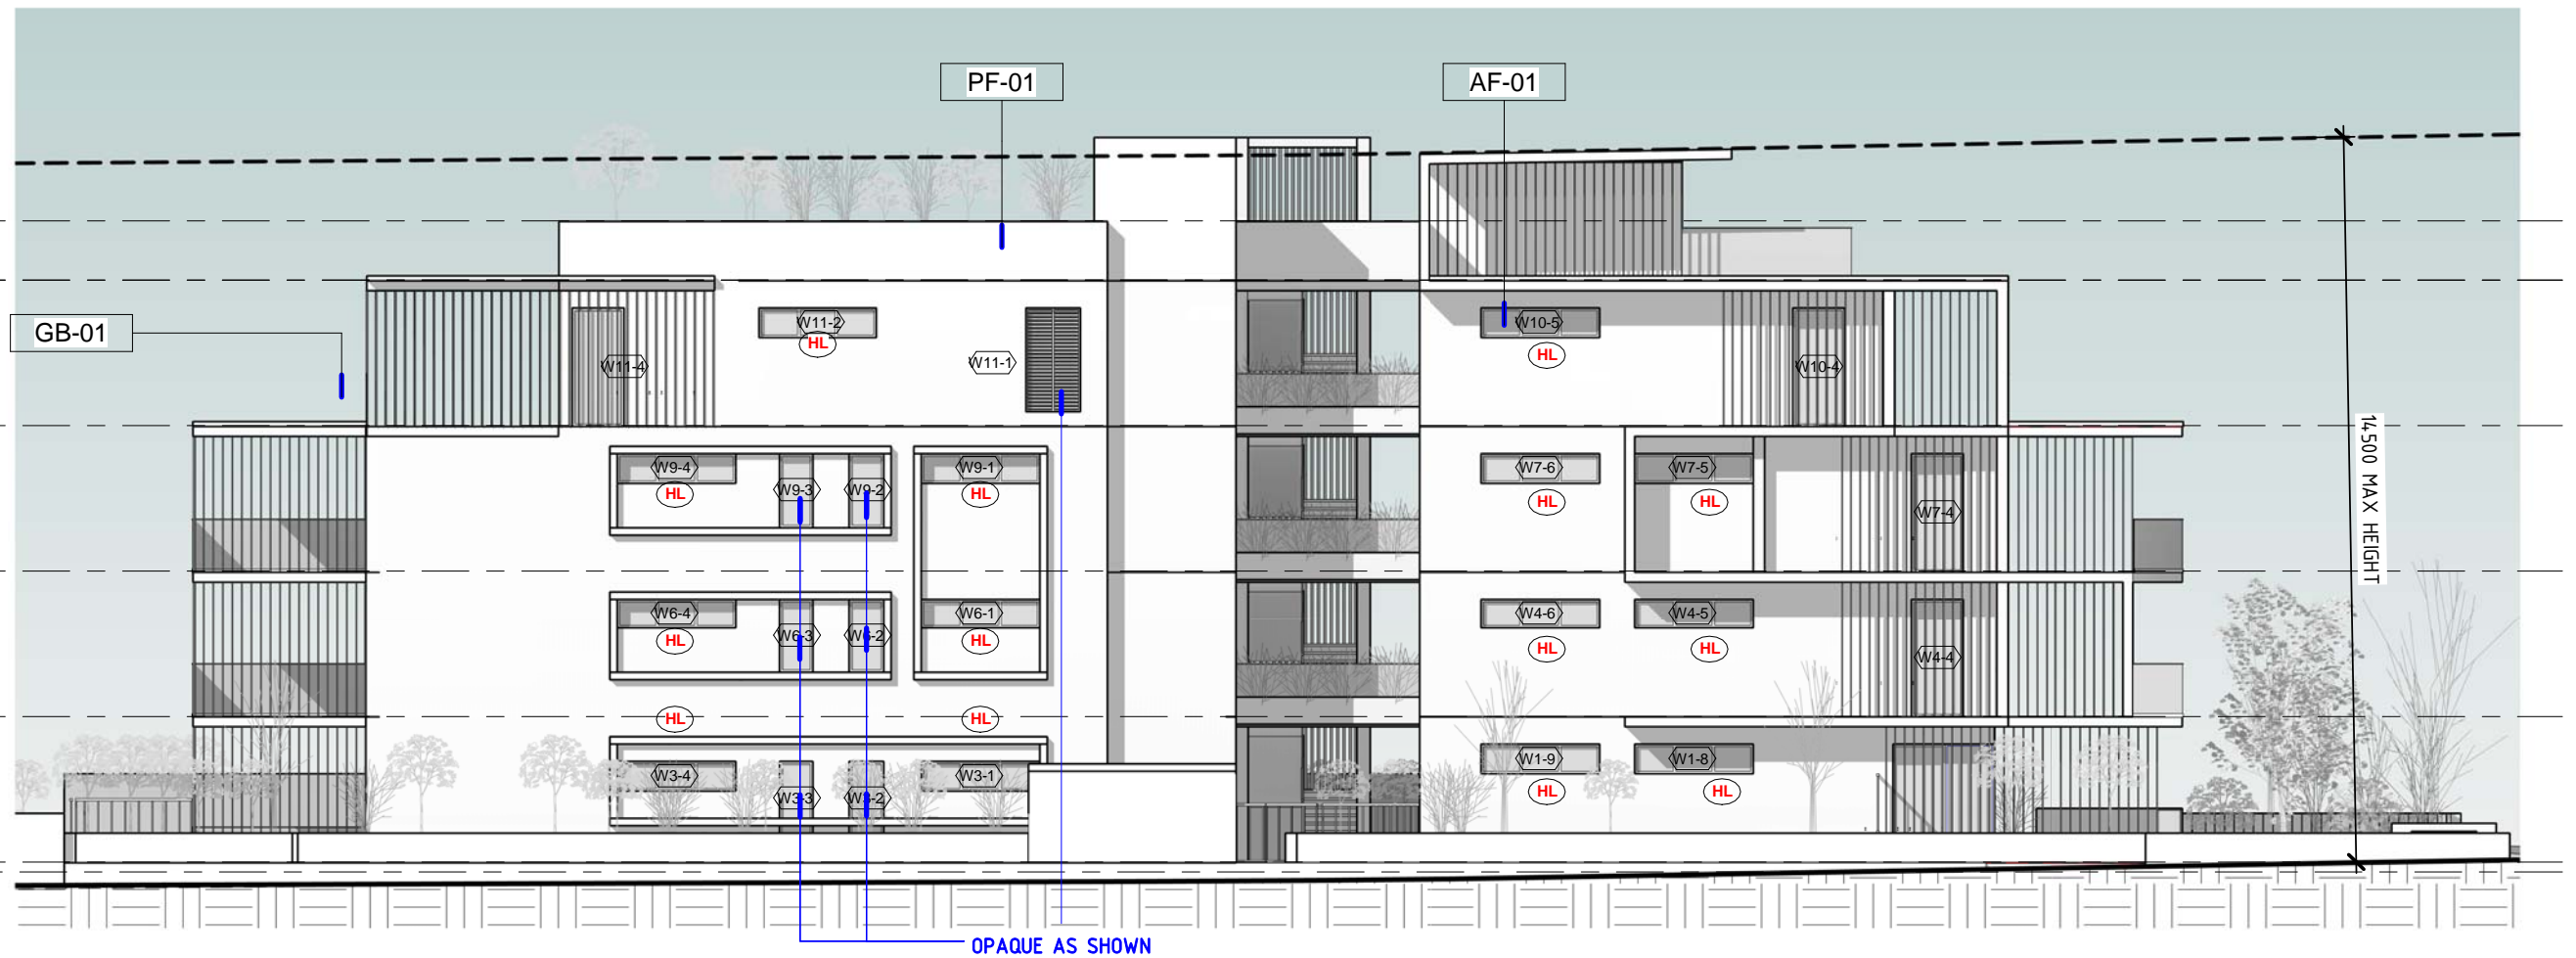 PF-01
AF-01
GB-01
W11-2
HL
W11-1
W11-4
W10-5
HL
W10-4
14500 MAX HEIGHT
W9-4
HL
W9-3
W9-2
W9-1
HL
W7-6
HL
W7-5
HL
W7-4
W6-4
HL
W6-3
W6-2
W6-1
HL
W4-6
HL
W4-5
HL
W4-4
HL
HL
W3-4
W3-3
W3-2
W3-1
W1-9
HL
W1-8
HL
OPAQUE AS SHOWN